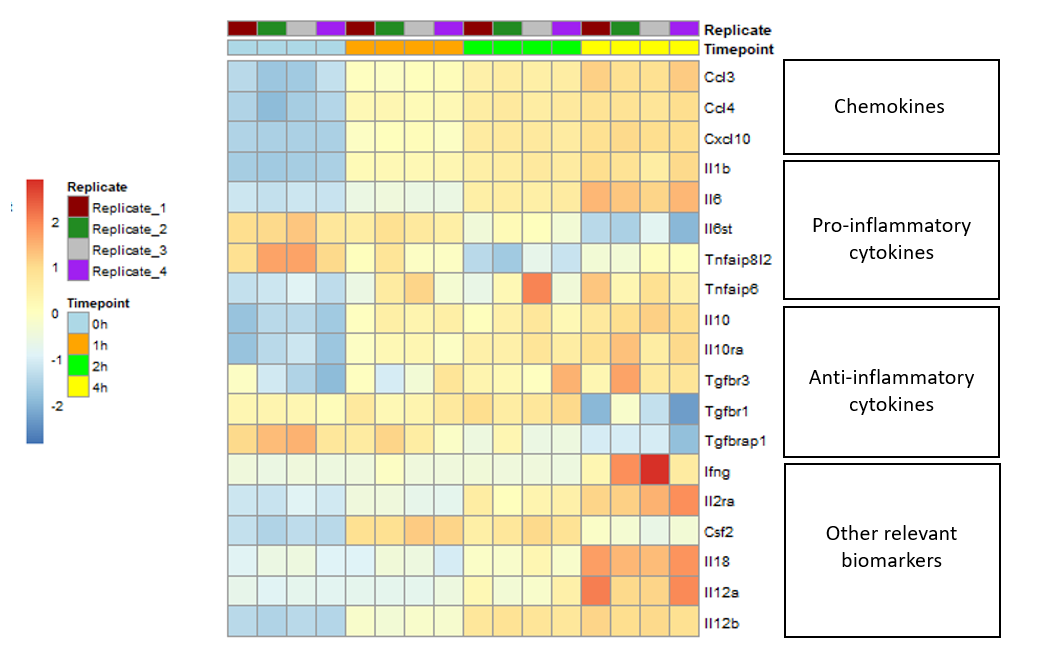 Replicate
Timepoint
Ccl3
Ccl4
Cxcl10
Il1b
Il6
Il6st
Tnfaip8l2
Tnfaip6
Il10
Il10ra
Tgfbr3
Tgfbr1
Tgfbrap1
Ifng
Il2ra
Csf2
Il18
Il12a
Il12b
Chemokines
Pro-inflammatory
cytokines
Anti-inflammatory
cytokines
Other relevant
biomarkers
2
1
0
-1
-2
Replicate
Replicate_1
Replicate_2
Replicate_3
Replicate_4
Timepoint
0h
1h
2h
4h